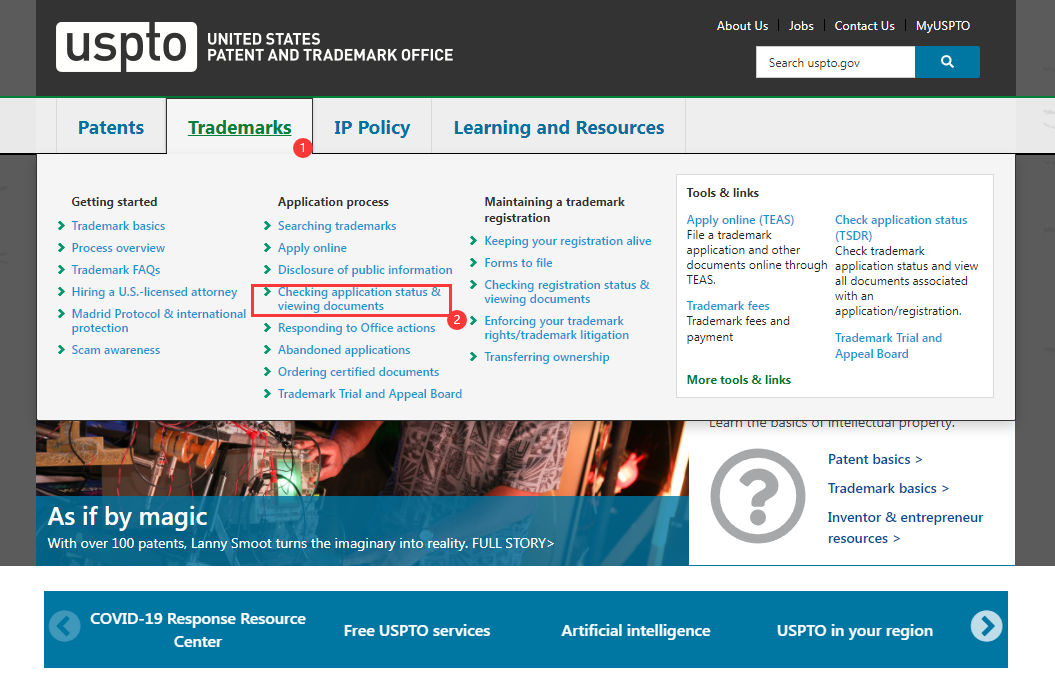 About Us
Jobs
Contact Us
MyUSPTO
uspto
UNITED STATES
PATENT AND TRADEMARK OFFICE
Search uspto.gov
Patents
Trademarks
1
IP Policy
Learning and Resources
Getting started
Trademark basics
Process overview
Trademark FAQs
Hiring a U.S.-licensed attorney
Madrid Protocol & international
protection
Scam awareness
Application process
Searching trademarks
Apply online
Disclosure of public information
Checking application status &
viewing documents
2
Responding to Office actions
Abandoned applications
Ordering certified documents
Trademark Trial and Appeal Board
Maintaining a trademark
registration
Keeping your registration alive
Forms to file
Checking registration status &
viewing documents
Enforcing your trademark
rights/trademark litigation
Transferring ownership
Tools & links
Apply online (TEAS)
File a trademark
application and other
documents online through
TEAS.
Trademark fees
Trademark fees and
payment
Check application status
(TSDR)
Check trademark
application status and view
all documents associated
with an
application/registration.
Trademark Trial and
Appeal Board
More tools & links
Learn the basics of intellectual property.
Patent basics >
Trademark basics >
Inventor & entrepreneur
resources >
As if by magic
With over 100 patents, Lanny Smoot turns the imaginary into reality. FULL STORY>
COVID-19 Response Resource
Center
Free USPTO services
Artificial intelligence
USPTO in your region